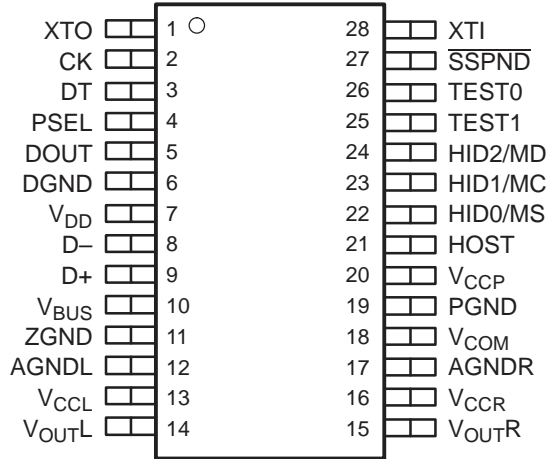 XTO 1 28 XTI
CK 2 27 SSPND
DT 3 26 TEST0
PSEL 4 25 TEST1
DOUT 5 24 HID2/MD
DGND 6 23 HID1/MC
VDD 7 22 HID0/MS
D– 8 21 HOST
D+ 9 20 VCCP
VBUS 10 19 PGND
ZGND 11 18 VCOM
AGNDL 12 17 AGNDR
VCCL 13 16 VCCR
VOUTL 14 15 VOUTR